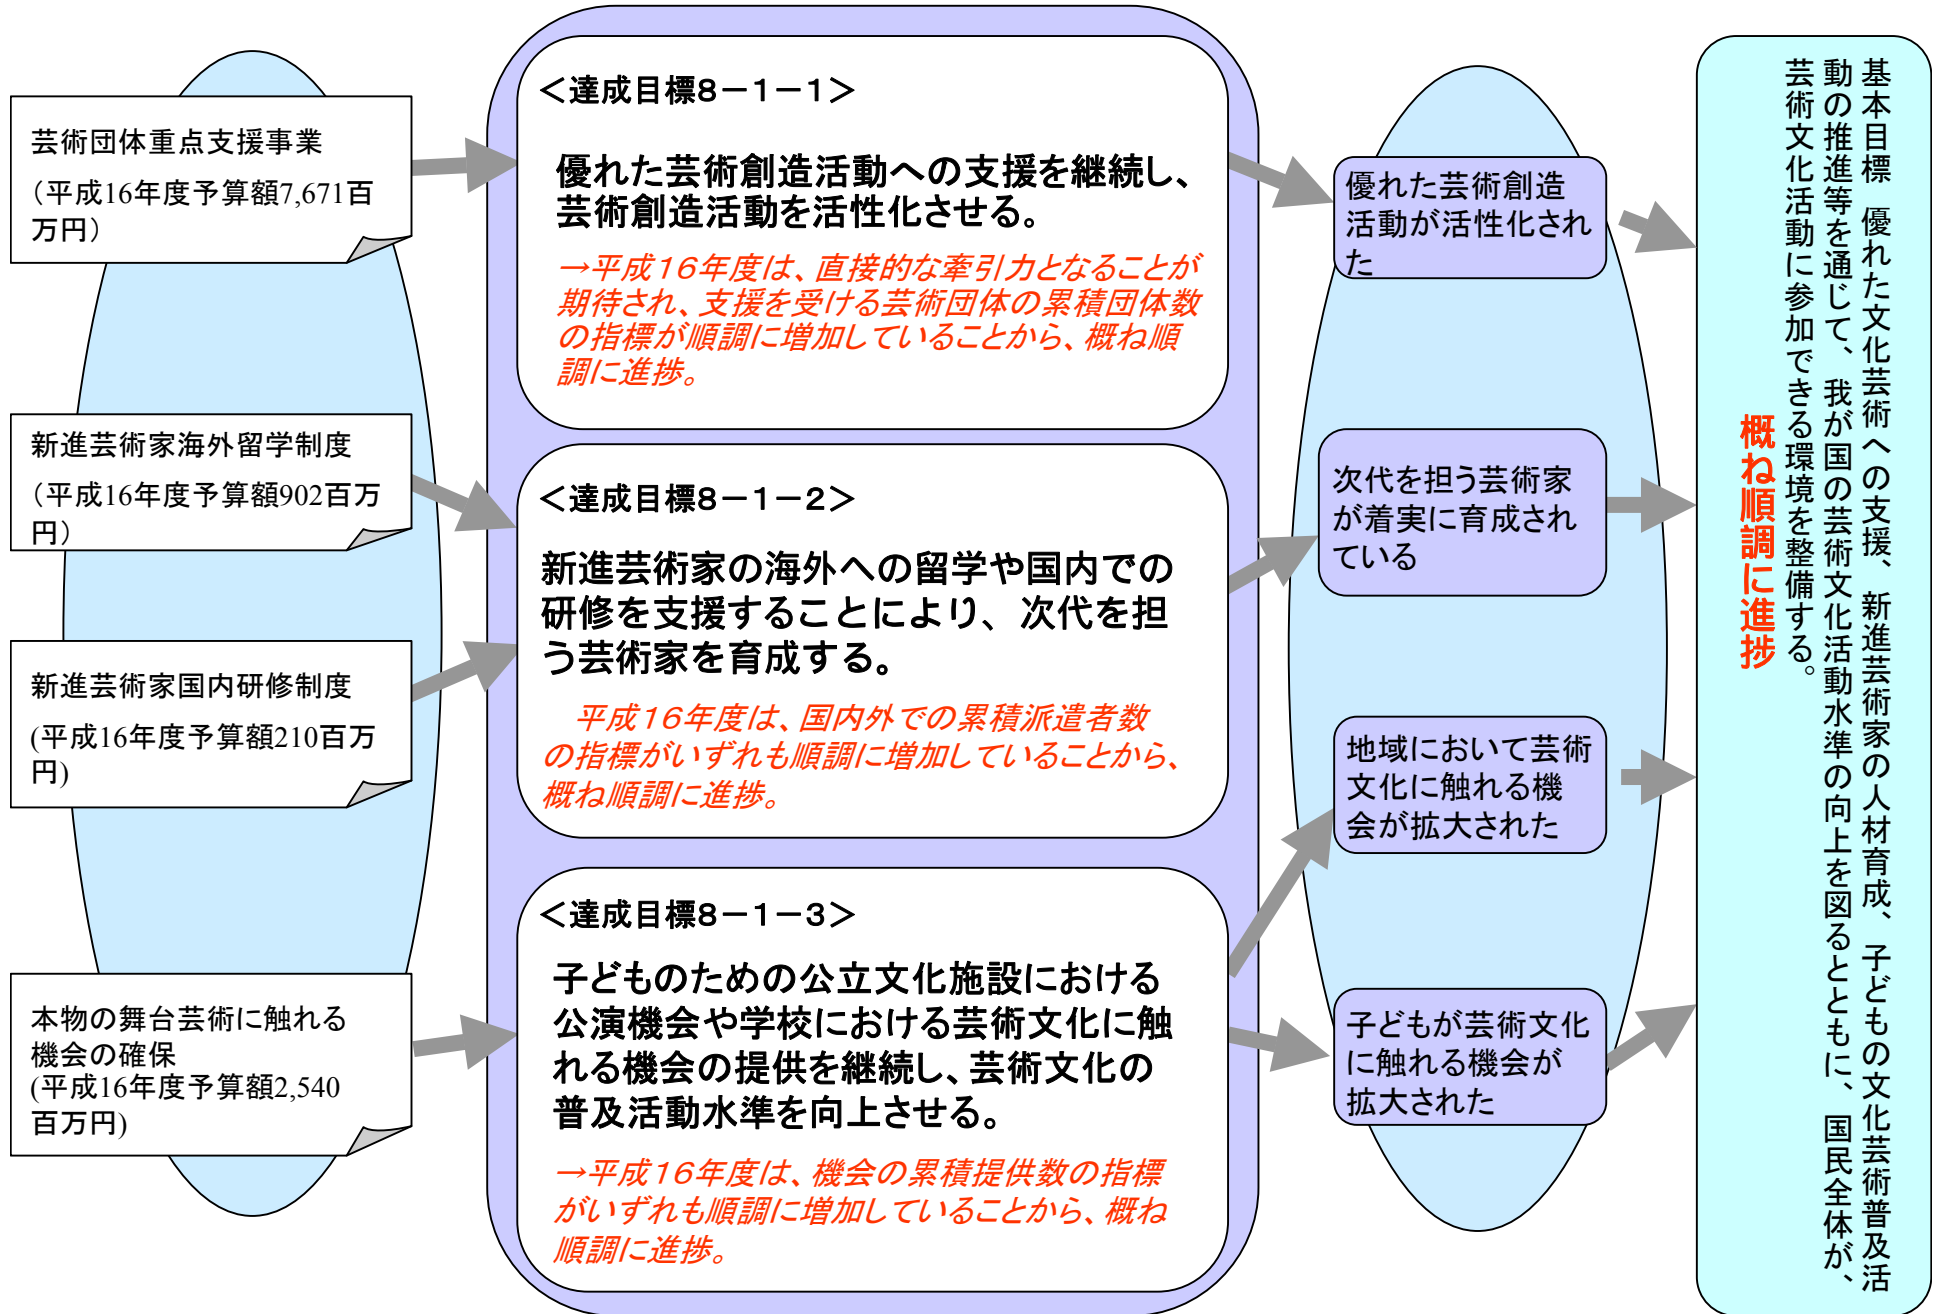 芸術団体重点支援事業
（平成16年度予算額7,671百
万円）
新進芸術家海外留学制度
（平成16年度予算額902百万
円）
新進芸術家国内研修制度
(平成16年度予算額210百万
円)
本物の舞台芸術に触れる
機会の確保
(平成16年度予算額2,540
百万円)
＜達成目標8－1－1＞
優れた芸術創造活動への支援を継続し、
芸術創造活動を活性化させる。
→平成16年度は、直接的な牽引力となることが
期待され、支援を受ける芸術団体の累積団体数
の指標が順調に増加していることから、概ね順
調に進捗。
＜達成目標8－1－2＞
新進芸術家の海外への留学や国内での
研修を支援することにより、次代を担
う芸術家を育成する。
平成16年度は、国内外での累積派遣者数
の指標がいずれも順調に増加していることから、
概ね順調に進捗。
＜達成目標8－1－3＞
子どものための公立文化施設における
公演機会や学校における芸術文化に触
れる機会の提供を継続し、芸術文化の
普及活動水準を向上させる。
→平成16年度は、機会の累積提供数の指標
がいずれも順調に増加していることから、概ね
順調に進捗。
優れた芸術創造
活動が活性化され
た
次代を担う芸術家
が着実に育成され
ている
地域において芸術
文化に触れる機
会が拡大された
子どもが芸術文化
に触れる機会が
拡大された
基本目標 優れた文化芸術への支援、新進芸術家の人材育成、子どもの文化芸術普及活
動の推進等を通じて、我が国の芸術文化活動水準の向上を図るとともに、国民全体が、
芸術文化活動に参加できる環境を整備する。
概ね順調に進捗